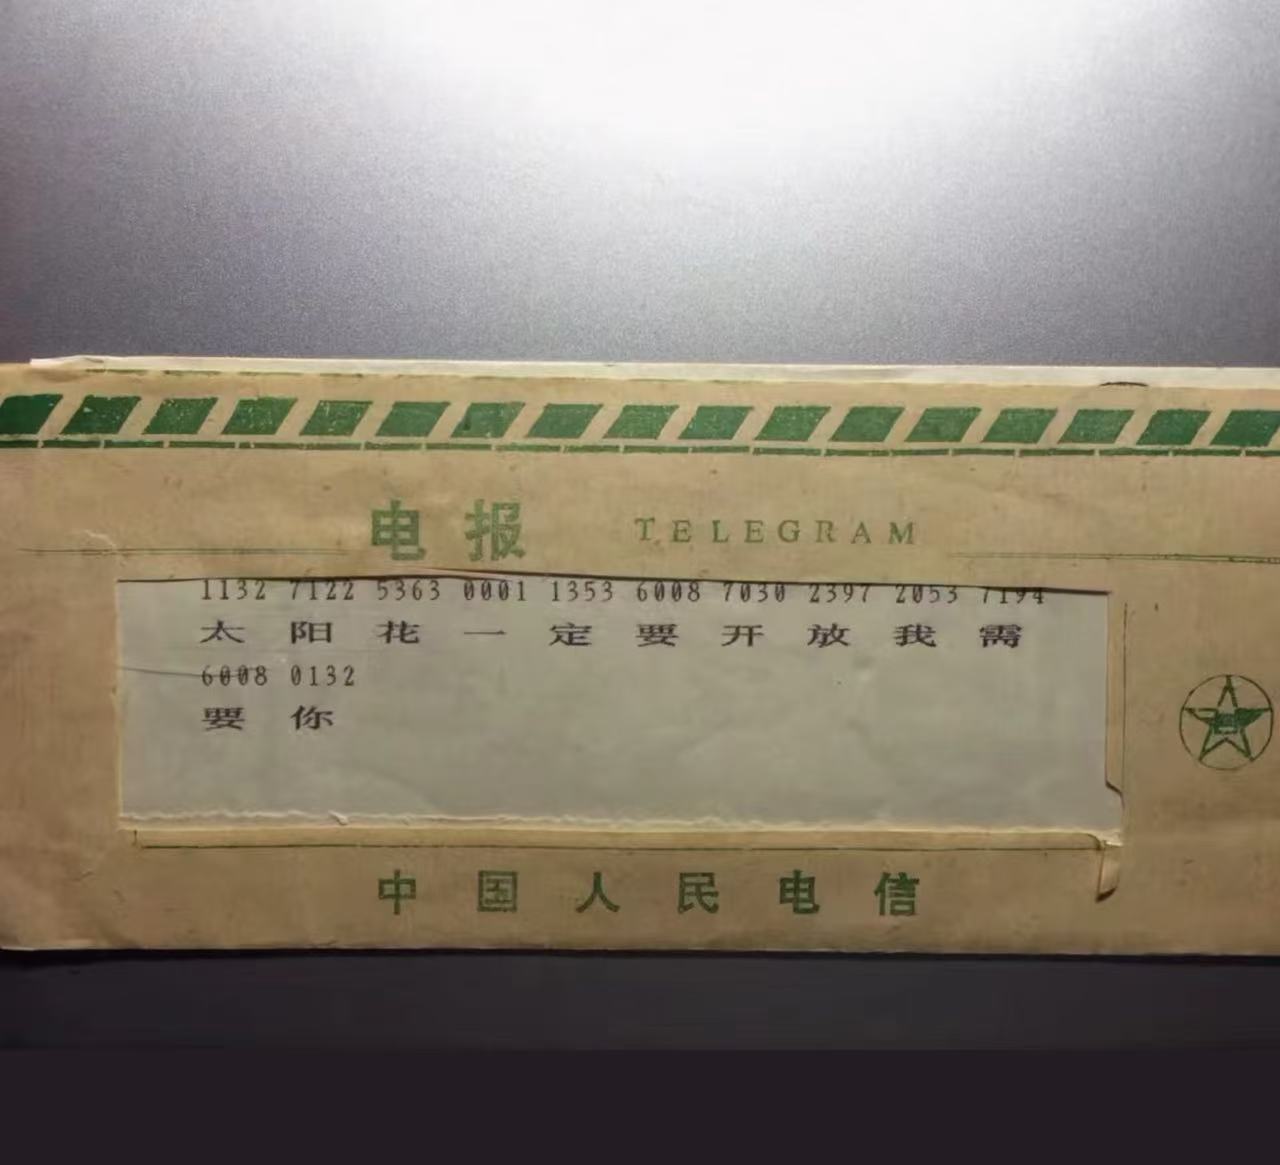 电报 TELEGRAM
1132 7122 5363 0001 1353 6008 7030 2397 2053 7194
太 阳 花 一 定 要 开 放 我 需
6008 0132
要 你
中国人民电信